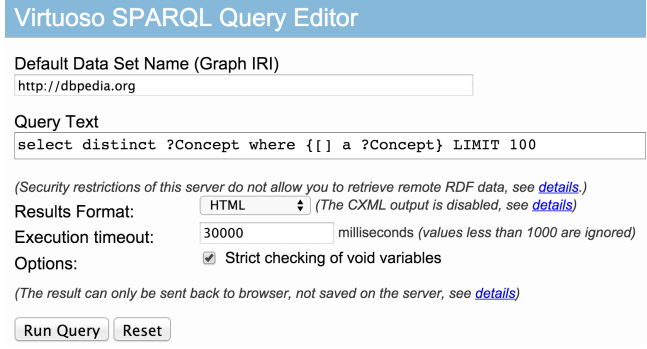 Virtuoso SPARQL Query Editor
Default Data Set Name (Graph IRI)
http://dbpedia.org
Query Text
select distinct ?Concept where {[] a ?Concept} LIMIT 100
(Security restrictions of this server do not allow you to retrieve remote RDF data, see details.)
Results Format: HTML (The CXML output is disabled, see details)
Execution timeout: 30000 milliseconds (values less than 1000 are ignored)
Options: Strict checking of void variables
(The result can only be sent back to browser, not saved on the server, see details)
Run Query Reset